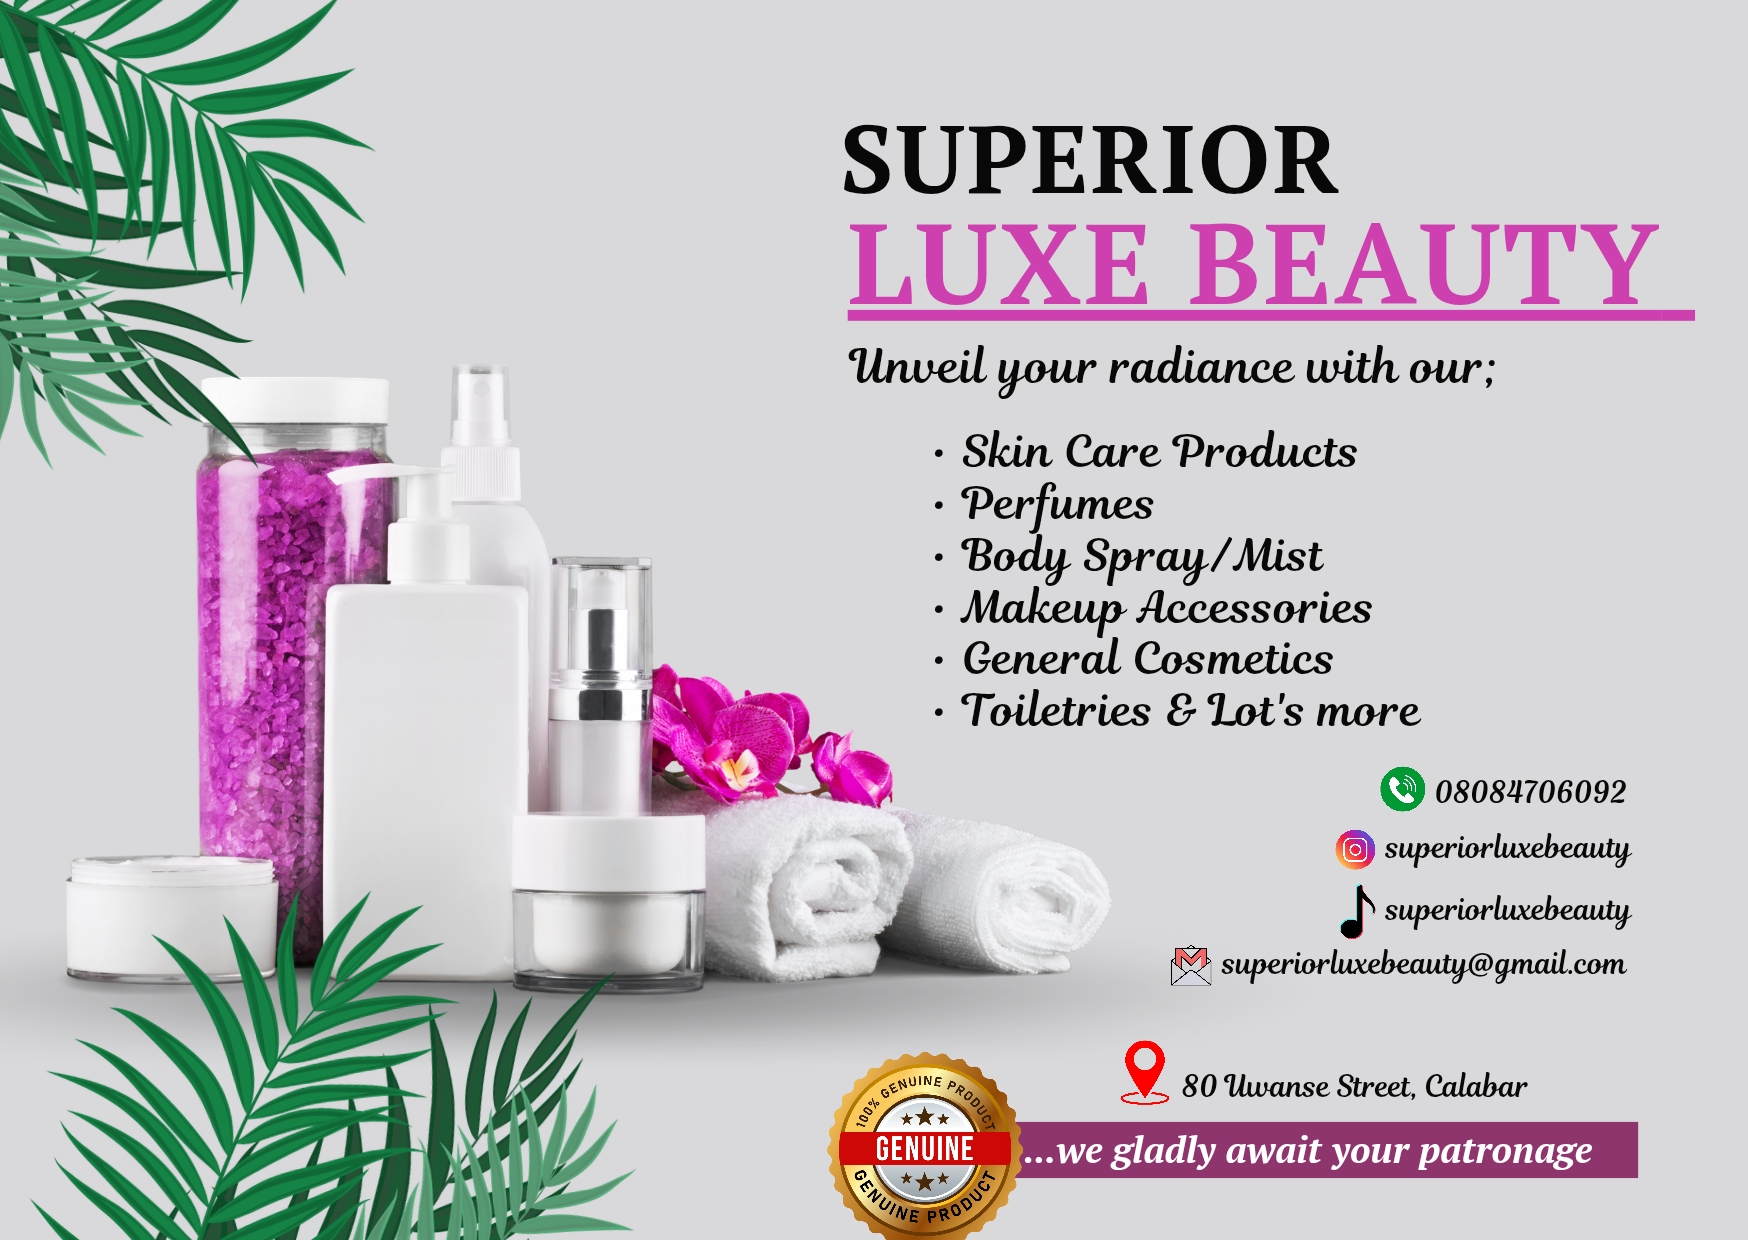 SUPERIOR
LUXE BEAUTY
Unveil your radiance with our;
• Skin Care Products
• Perfumes
• Body Spray/Mist
• Makeup Accessories
• General Cosmetics
• Toiletries & Lot's more
08084706092
superiorluxebeauty
superiorluxebeauty
superiorluxebeauty@gmail.com
80 Uwanse Street, Calabar
100% GENUINE PRODUCT
GENUINE
GENUINE PRODUCT
...we gladly await your patronage